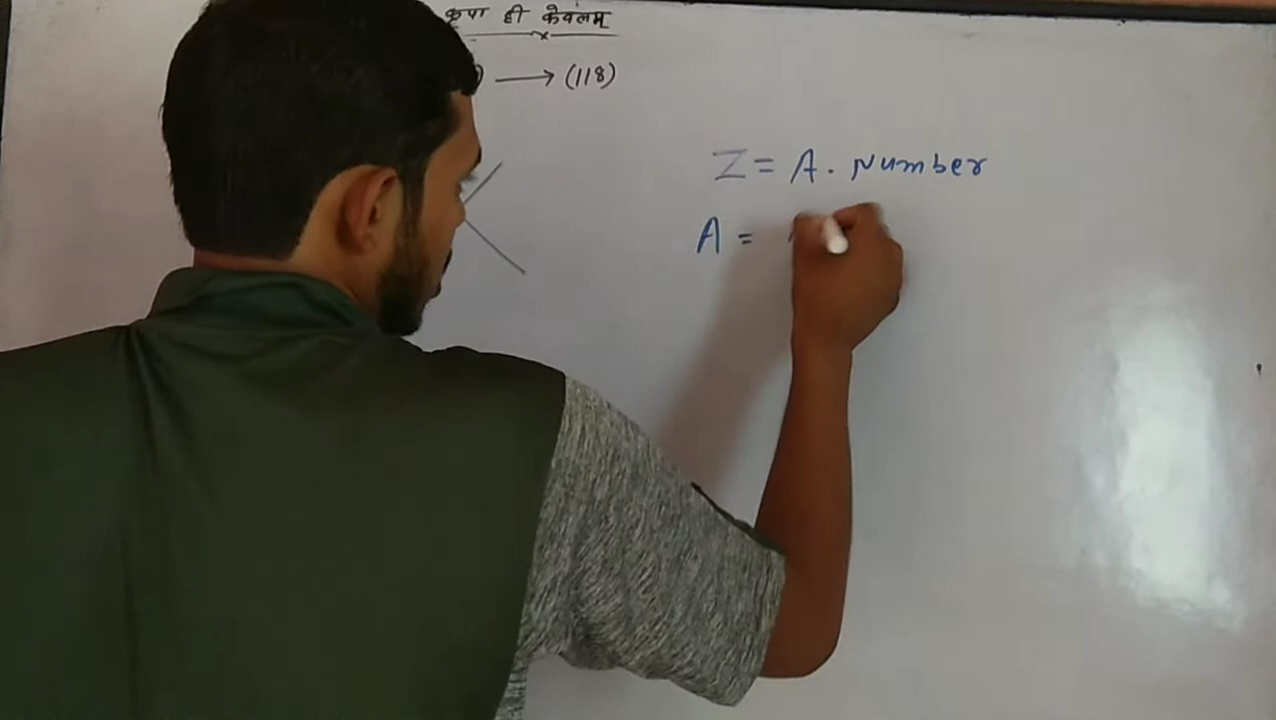 कृपा ही केवलम्
→ (118)
Z = A. Number
A =